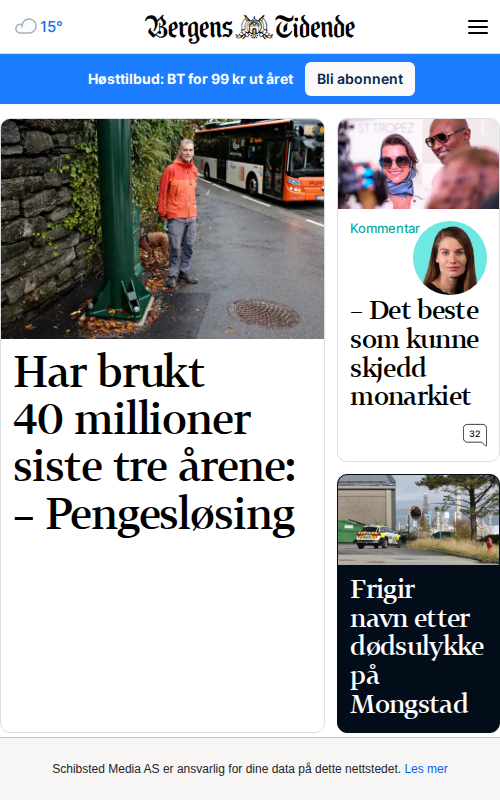 15°
Bergens Tidende
Høsttilbud: BT for 99 kr ut året
Bli abonnent
Har brukt
40 millioner
siste tre årene:
– Pengesløsing
ST TROPEZ
Kommentar
– Det beste
som kunne
skjedd
monarkiet
32
Frigir
navn etter
dødsulykke
på
Mongstad
Schibsted Media AS er ansvarlig for dine data på dette nettstedet. Les mer